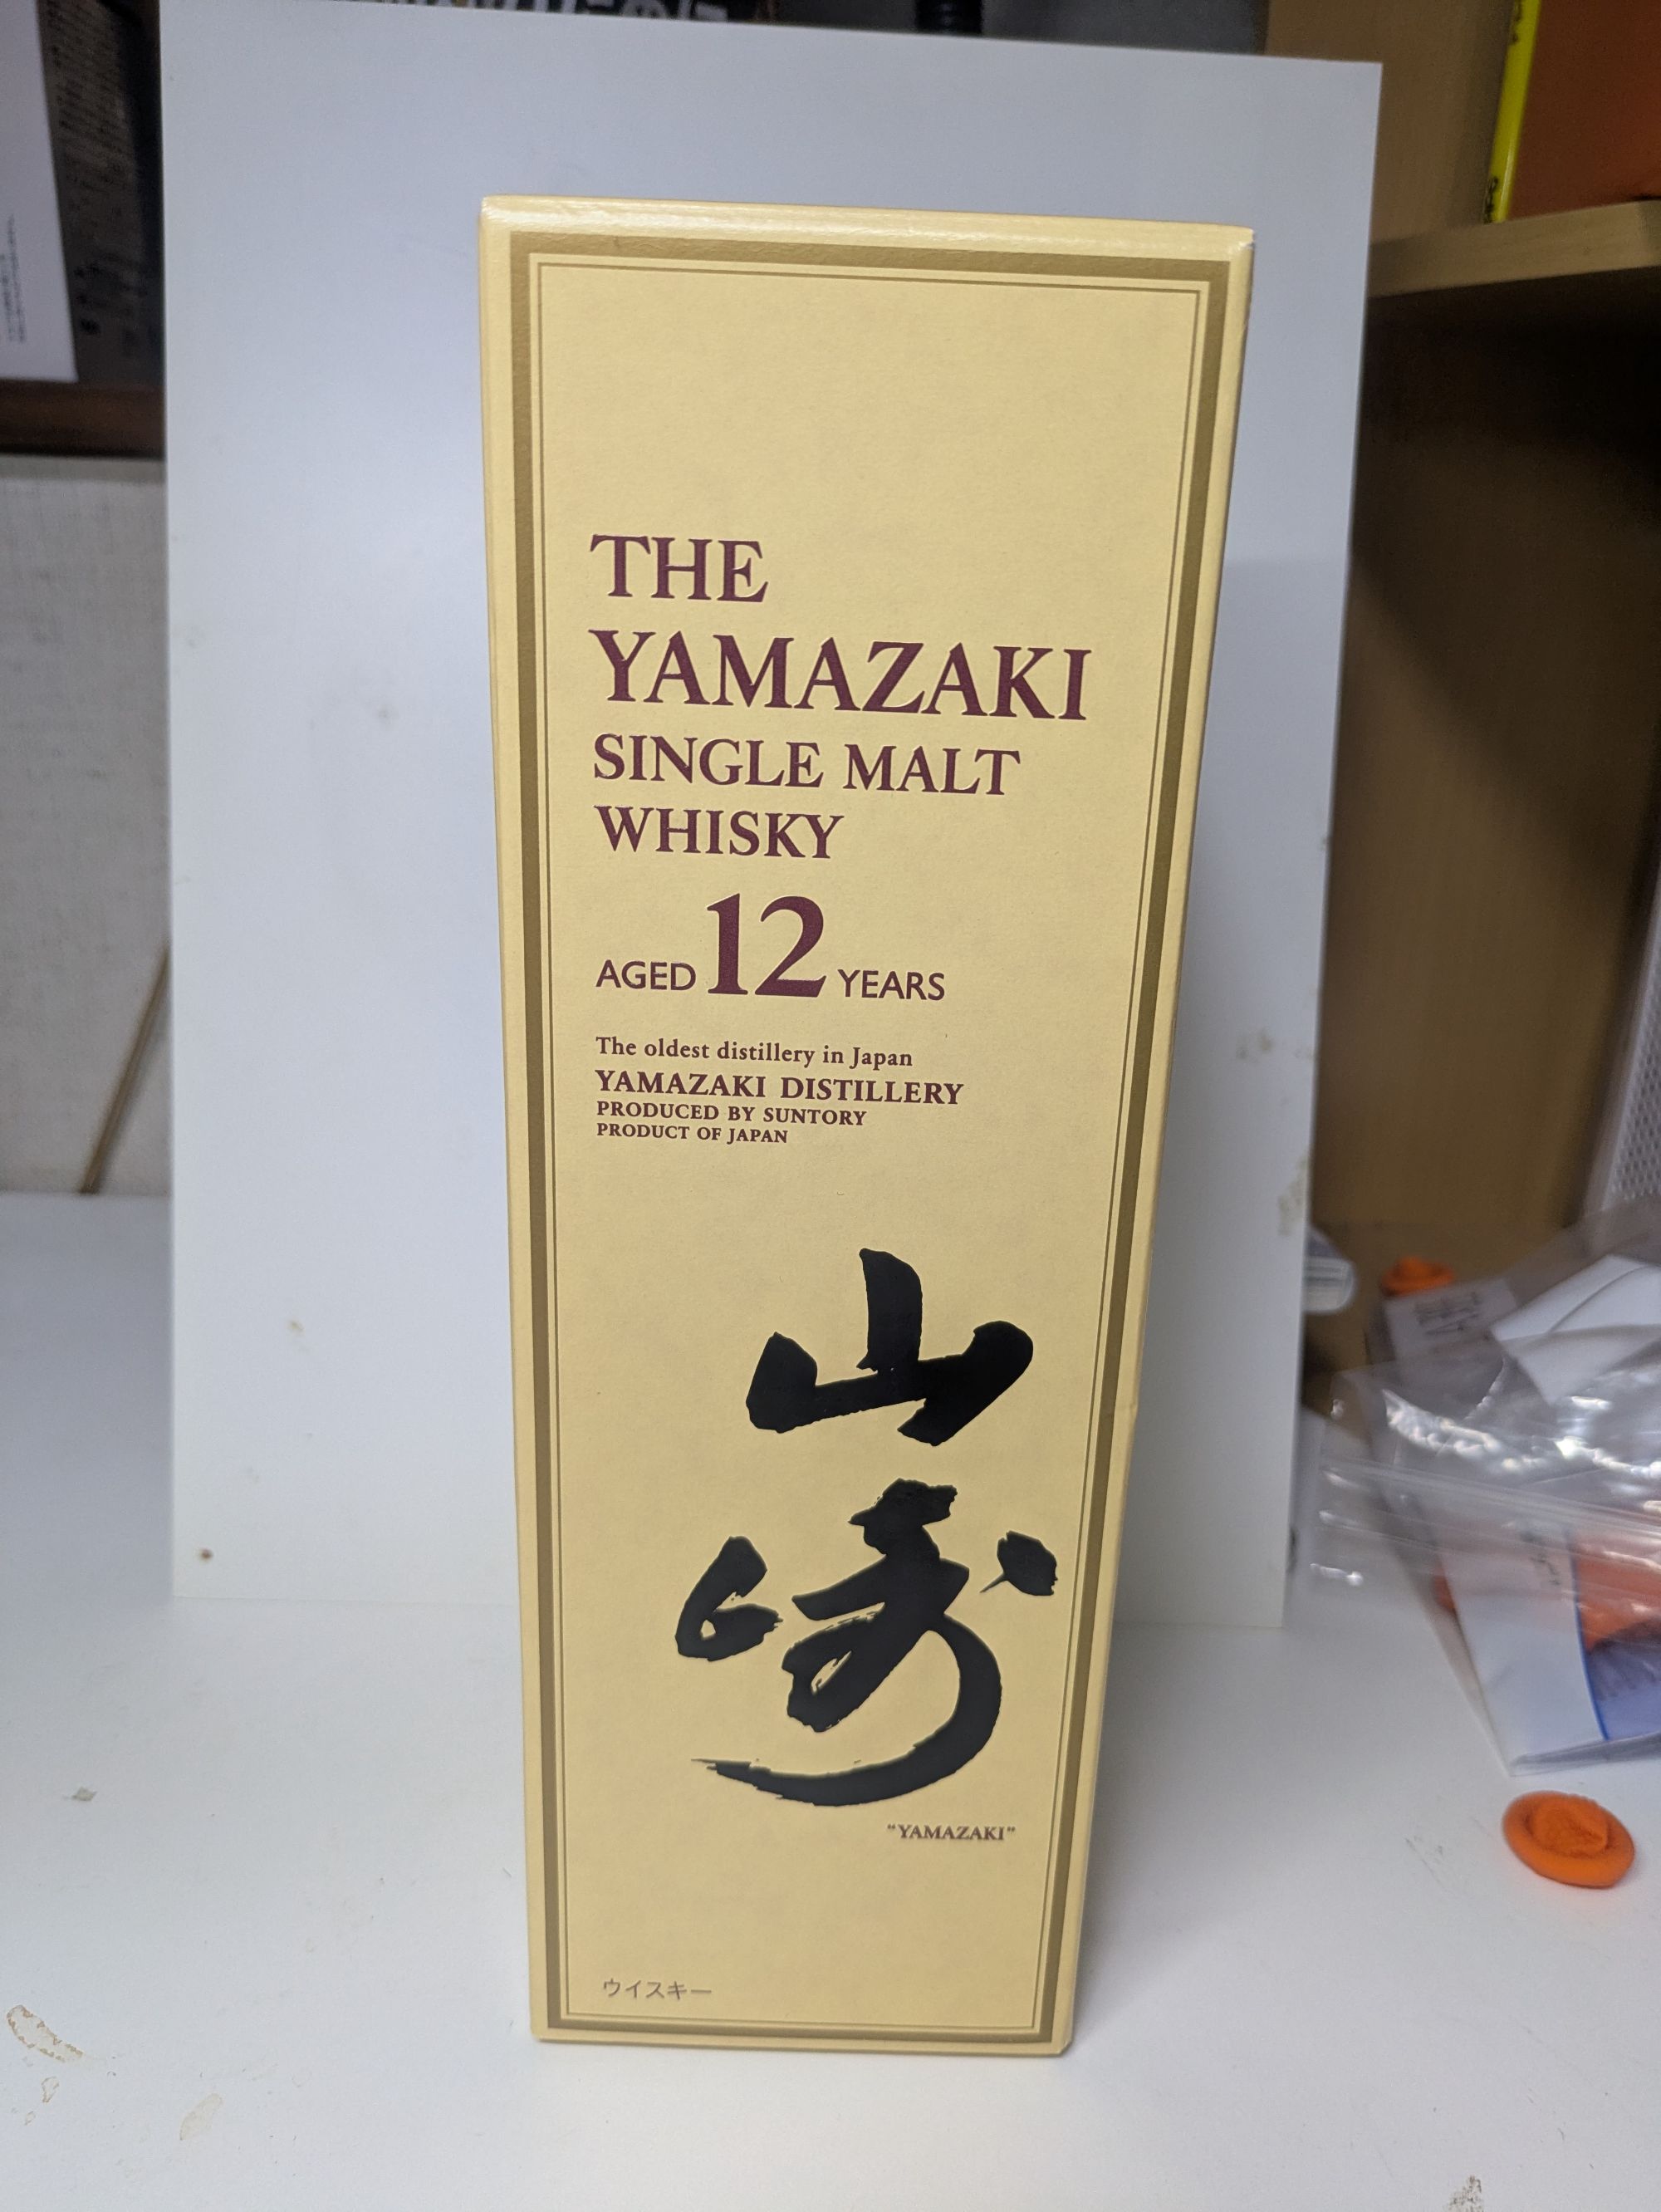 THE
YAMAZAKI
SINGLE MALT
WHISKY
AGED 12 YEARS
The oldest distillery in Japan
YAMAZAKI DISTILLERY
PRODUCED BY SUNTORY
PRODUCT OF JAPAN
山
崎
"YAMAZAKI"
ウイスキー